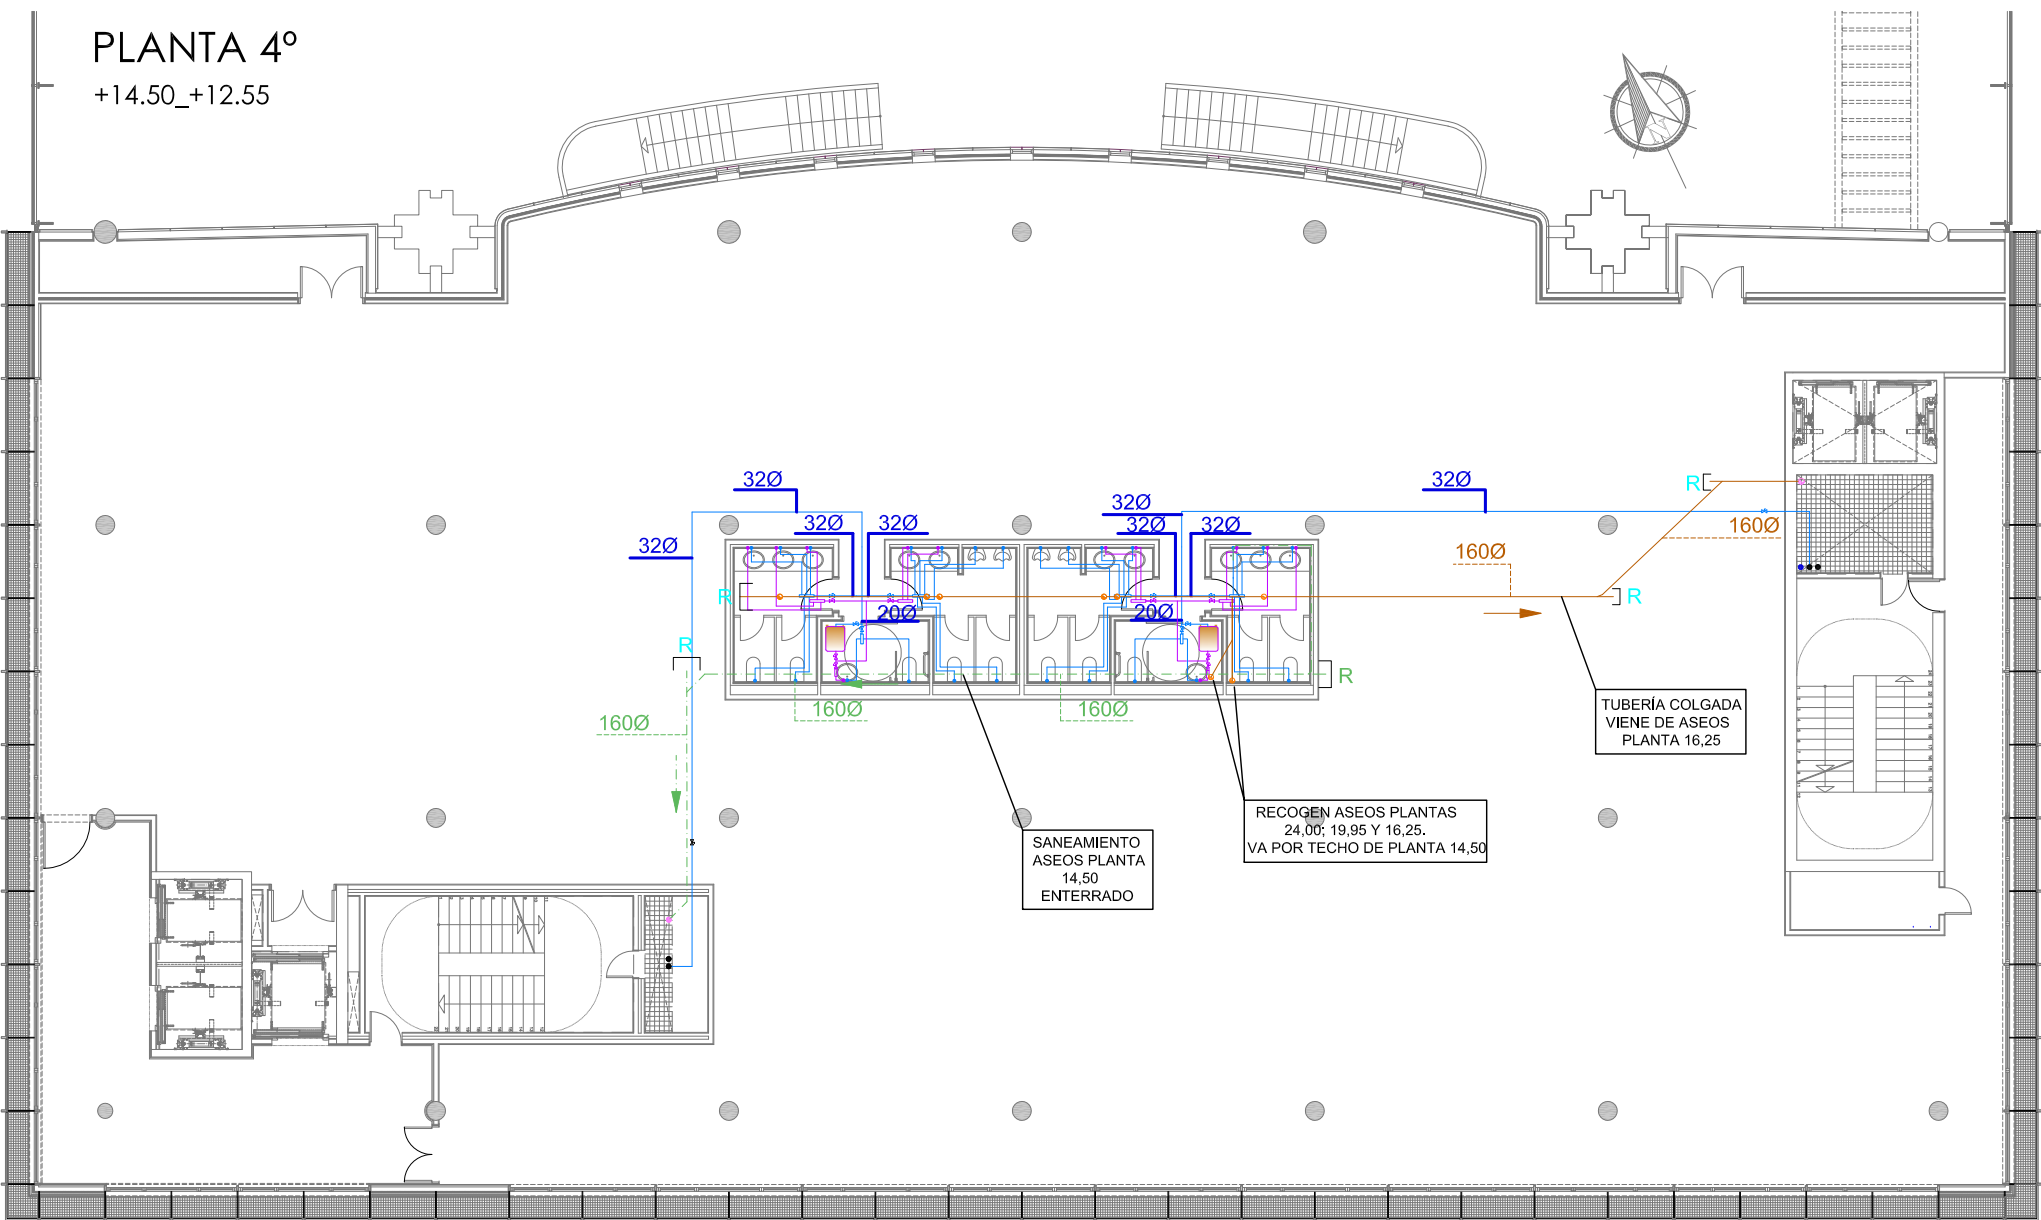 PLANTA 4º
+14.50_+12.55
32Ø
32Ø
32Ø
32Ø
32Ø
32Ø
32Ø
32Ø
R
160Ø
160Ø
R
R
20Ø
20Ø
R
R
160Ø
160Ø
160Ø
TUBERÍA COLGADA
VIENE DE ASEOS
PLANTA 16,25
RECOGEN ASEOS PLANTAS
24,00; 19,95 Y 16,25.
VA POR TECHO DE PLANTA 14,50
SANEAMIENTO
ASEOS PLANTA
14,50
ENTERRADO